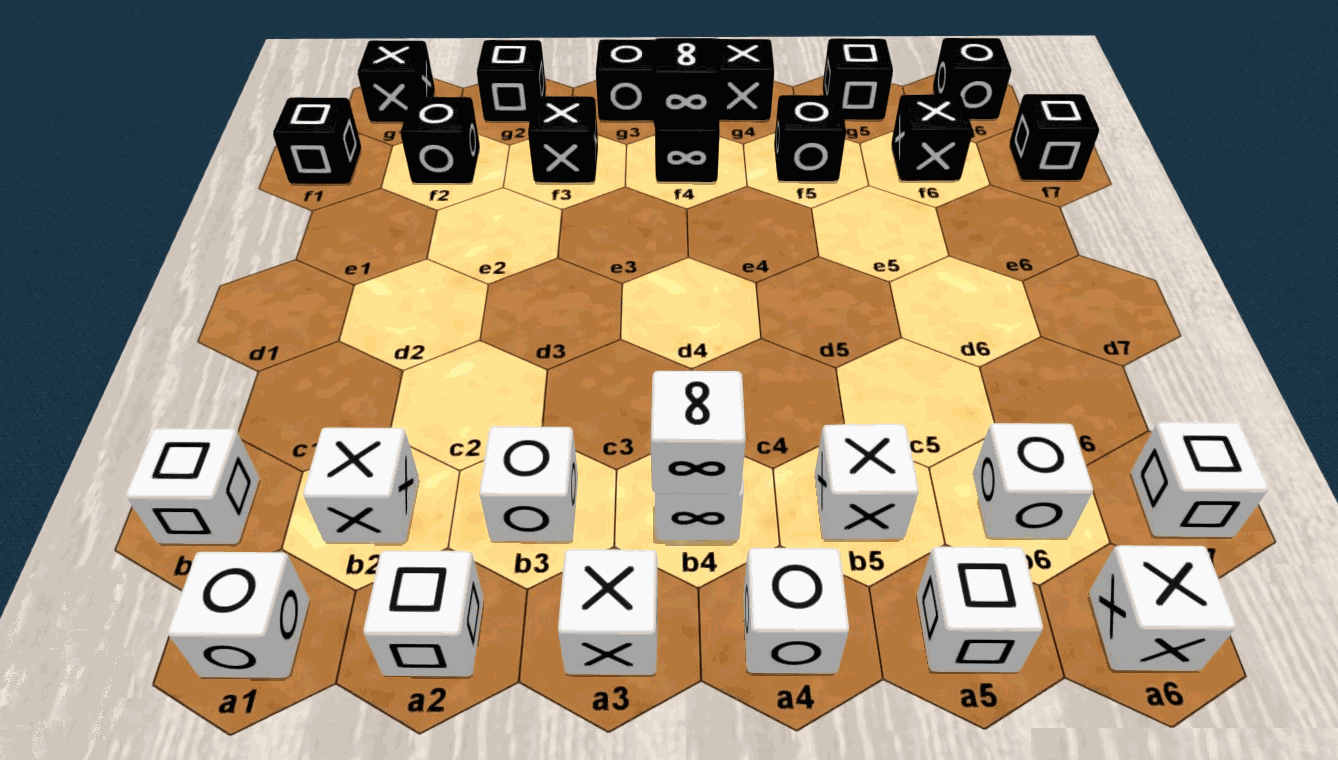 g2 g3 g4 g5
f1 f2 f3 f4 f5 f6 f7
e1 e2 e3 e4 e5 e6
d1 d2 d3 d4 d5 d6 d7
c2 c3 c4 c5
b2 b3 b4 b5 b6
a1 a2 a3 a4 a5 a6